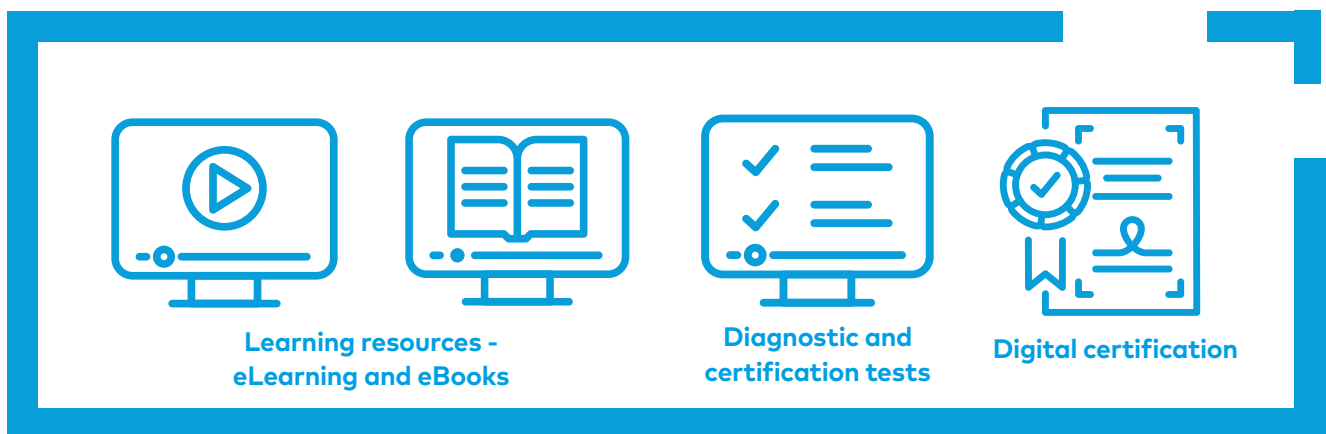 Learning resources -
eLearning and eBooks
Diagnostic and
certification tests
Digital certification